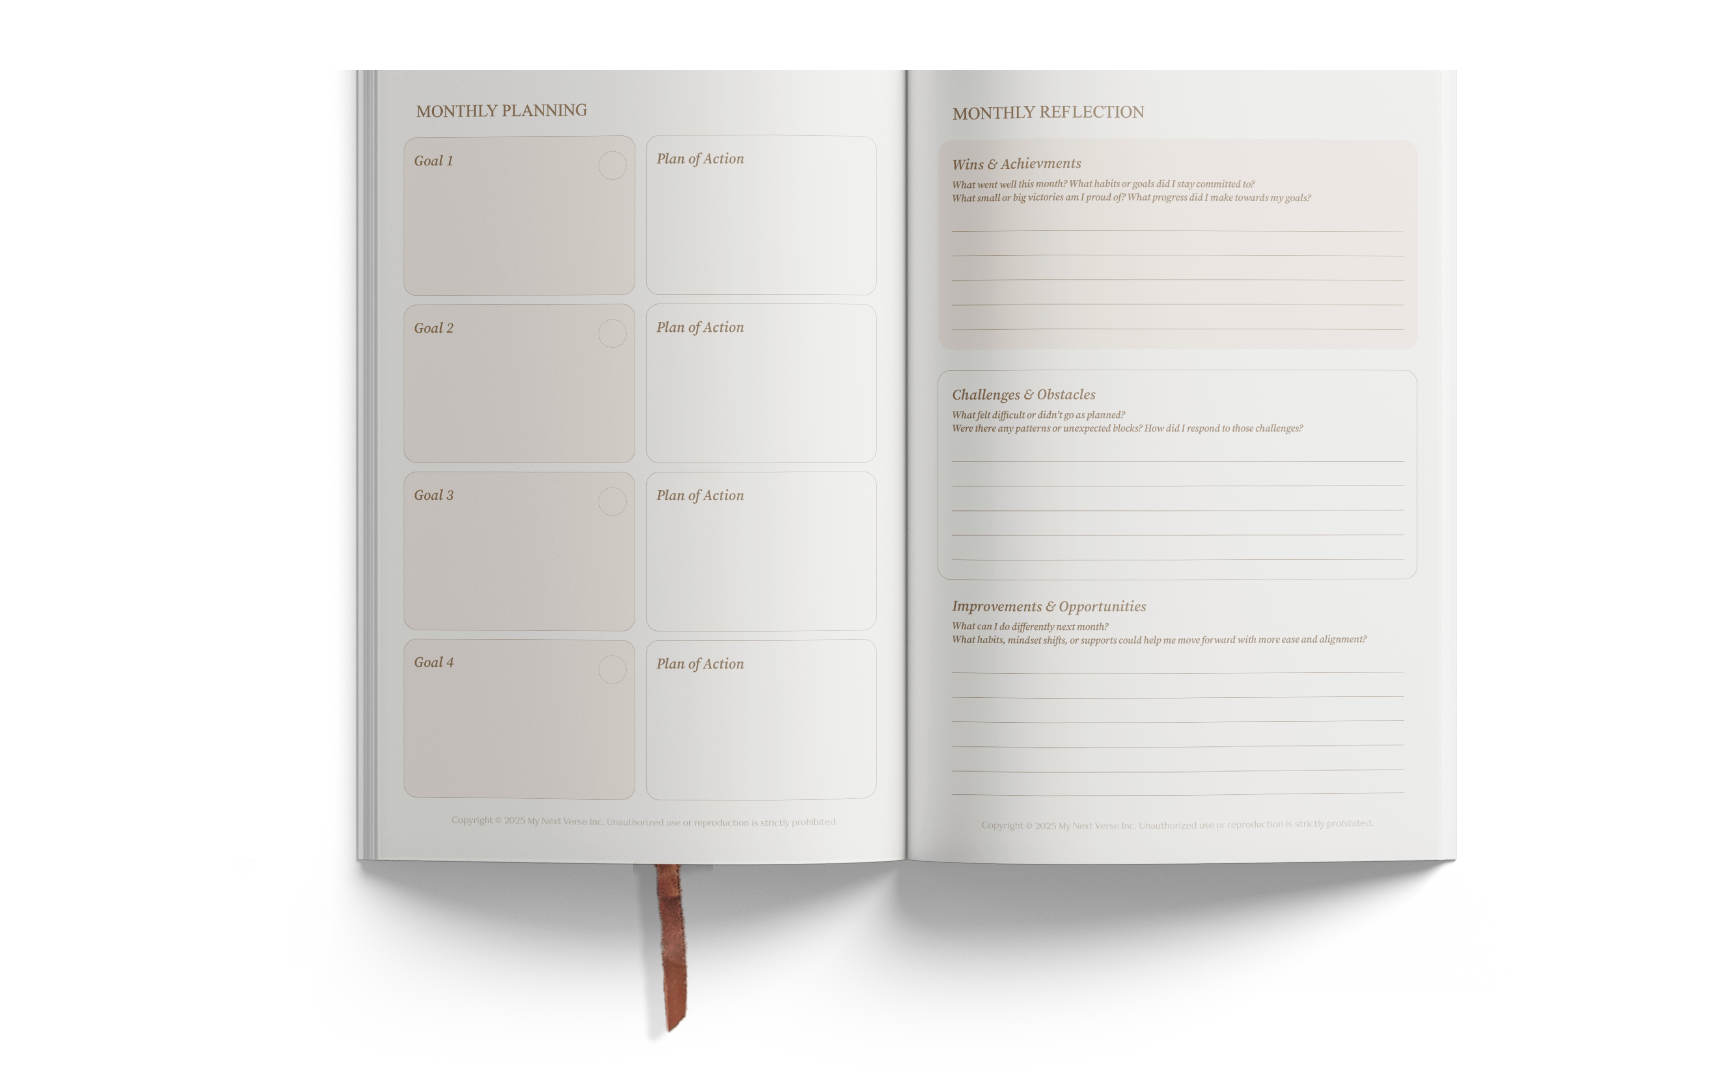 MONTHLY PLANNING
Goal 1
Plan of Action
Goal 2
Plan of Action
Goal 3
Plan of Action
Goal 4
Plan of Action
Copyright © 2025 My Next Verse Inc. Unauthorized use or reproduction is strictly prohibited.
MONTHLY REFLECTION
Wins & Achievments
What went well this month? What habits or goals did I stay committed to?
What small or big victories am I proud of? What progress did I make towards my goals?
Challenges & Obstacles
What felt difficult or didn't go as planned?
Were there any patterns or unexpected blocks? How did I respond to those challenges?
Improvements & Opportunities
What can I do differently next month?
What habits, mindset shifts, or supports could help me move forward with more ease and alignment?
Copyright © 2025 My Next Verse Inc. Unauthorized use or reproduction is strictly prohibited.